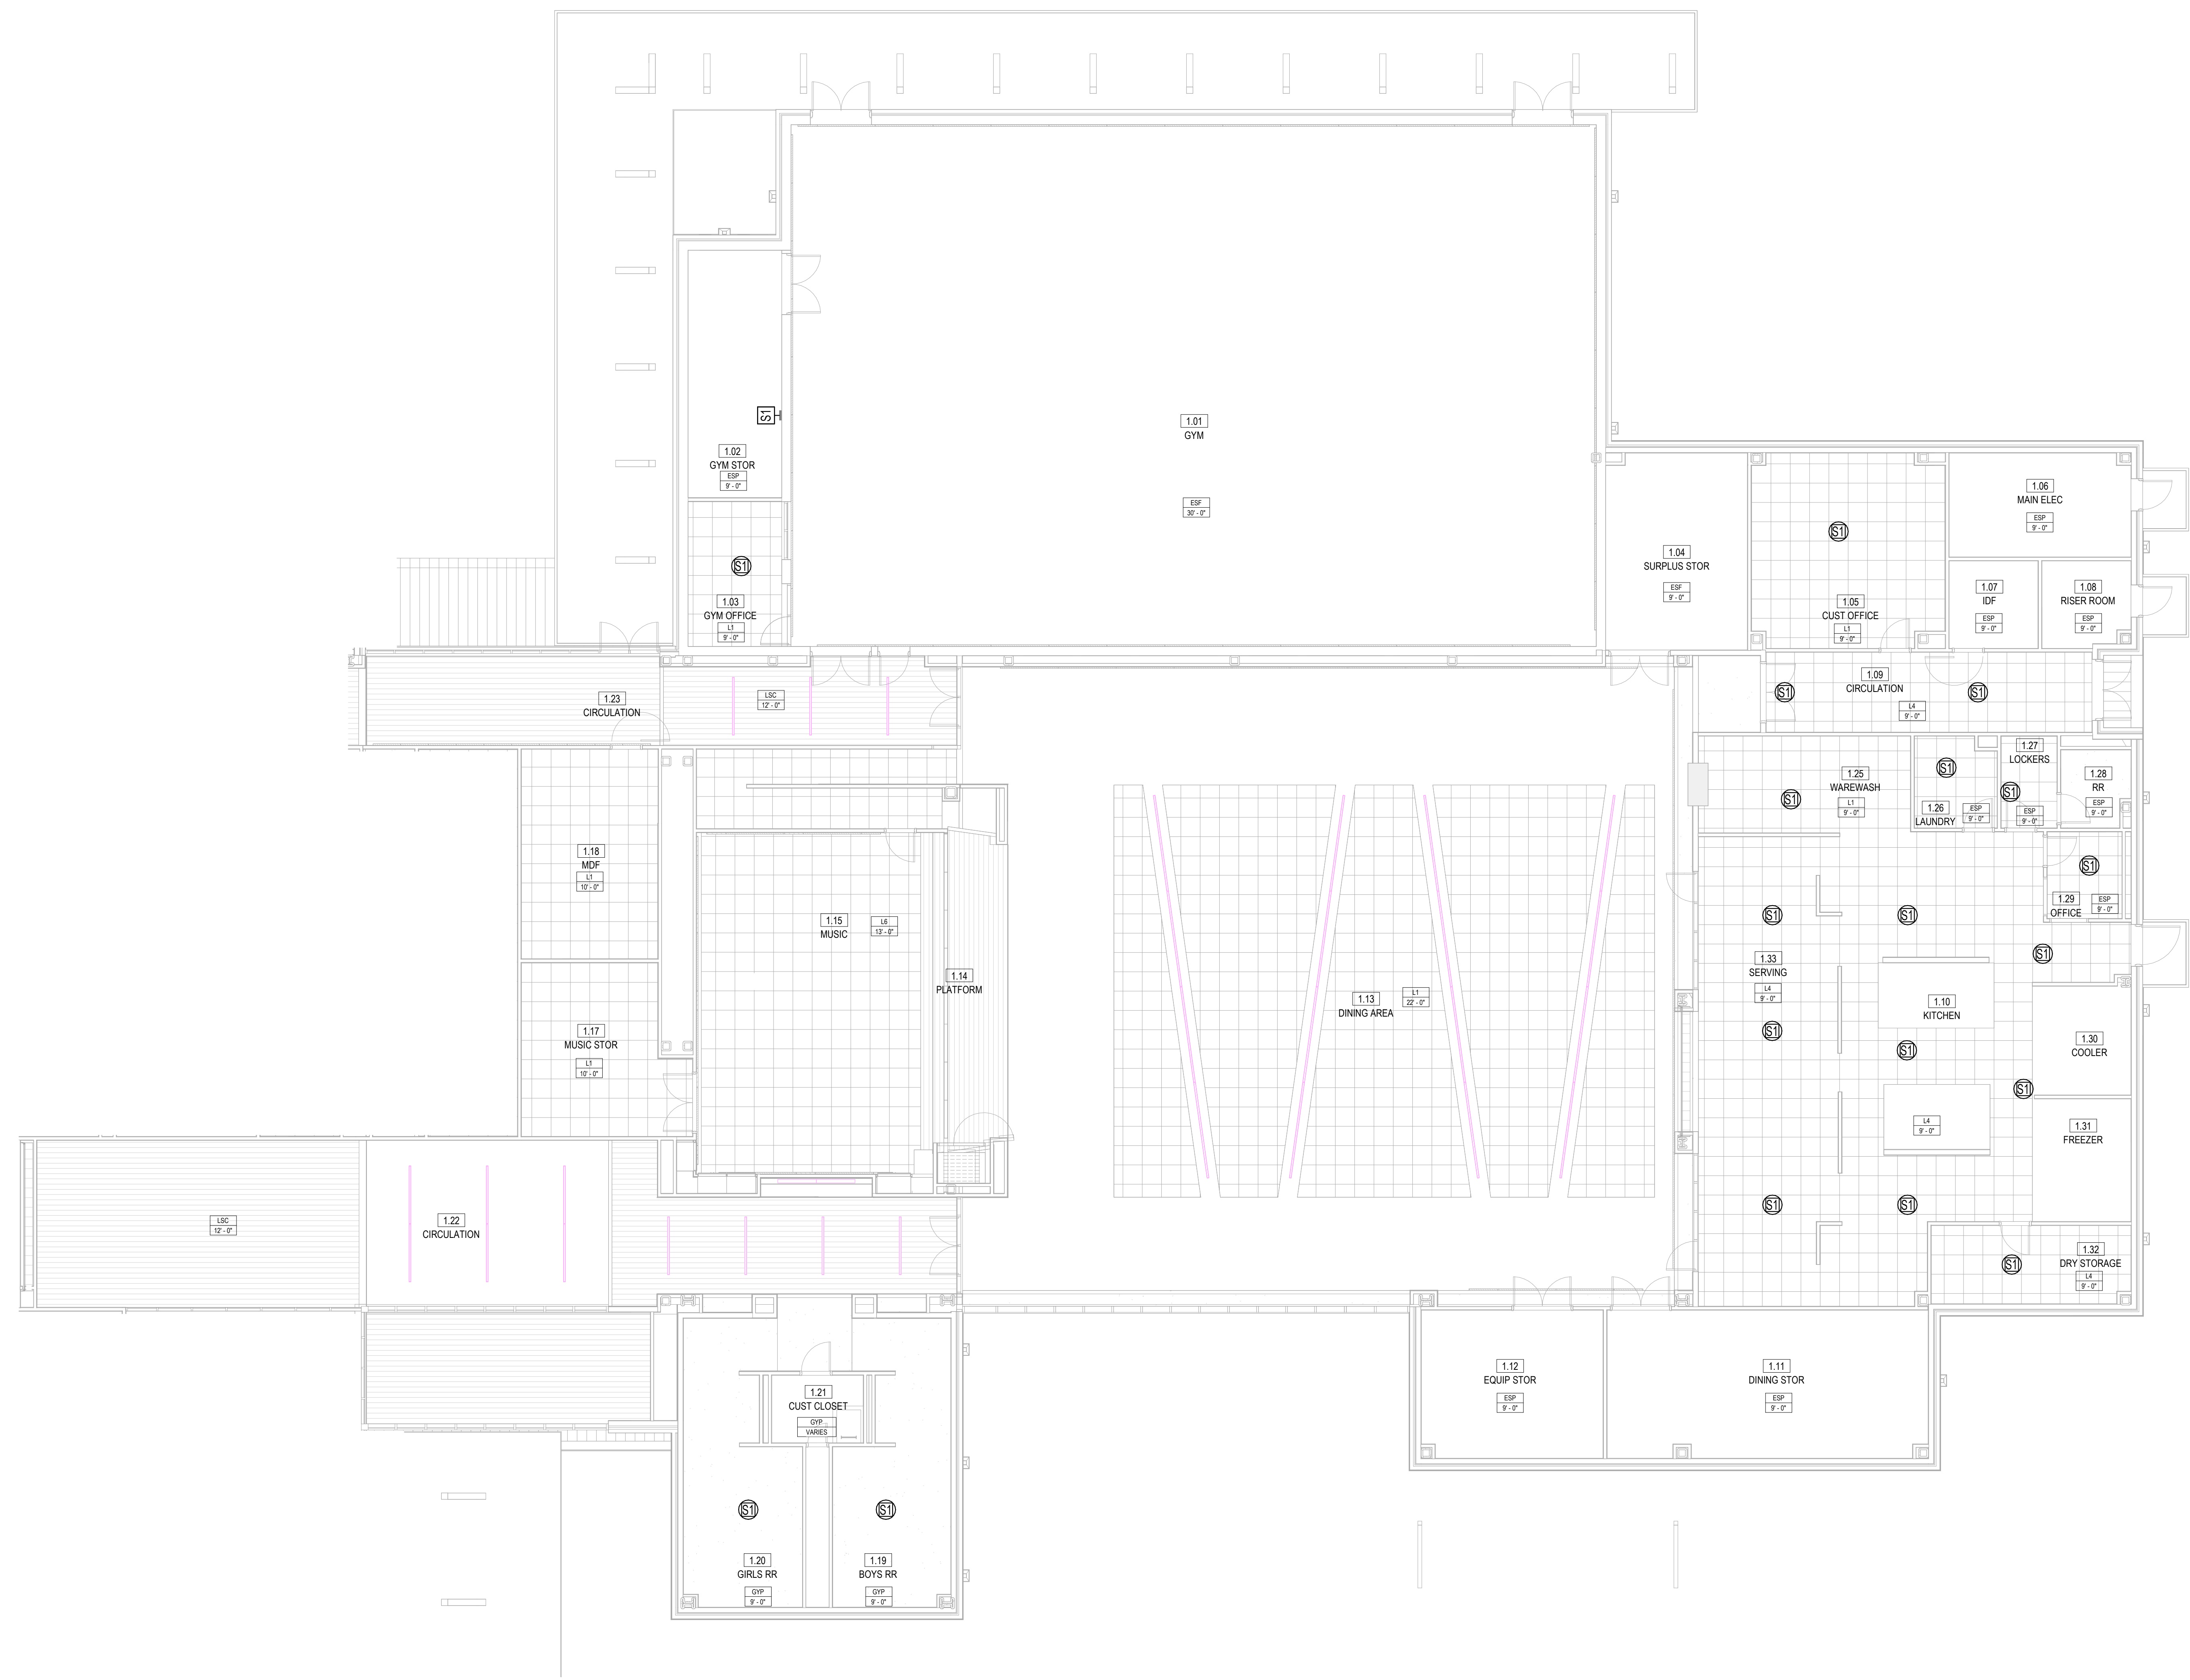 1.01
GYM
ESF
30' - 0"
S1
1.02
GYM STOR
ESP
9' - 0"
S1
1.03
GYM OFFICE
L1
9' - 0"
1.04
SURPLUS STOR
ESF
9' - 0"
S1
1.05
CUST OFFICE
L1
9' - 0"
1.06
MAIN ELEC
ESP
9' - 0"
1.07
IDF
ESP
9' - 0"
1.08
RISER ROOM
ESP
9' - 0"
1.23
CIRCULATION
LSC
12' - 0"
S1
1.09
CIRCULATION
S1
L4
9' - 0"
1.25
WAREWASH
S1
L1
9' - 0"
S1
1.26
LAUNDRY
ESP
9' - 0"
1.27
LOCKERS
S1
ESP
9' - 0"
1.28
RR
ESP
9' - 0"
1.18
MDF
L1
10' - 0"
1.15
MUSIC
L6
13' - 0"
1.14
PLATFORM
1.13
DINING AREA
L1
22' - 0"
S1
S1
S1
1.29
OFFICE
ESP
9' - 0"
S1
1.33
SERVING
L4
9' - 0"
1.10
KITCHEN
S1
S1
1.30
COOLER
S1
L4
9' - 0"
1.31
FREEZER
S1
S1
1.17
MUSIC STOR
L1
10' - 0"
LSC
12' - 0"
1.22
CIRCULATION
S1
1.32
DRY STORAGE
L4
9' - 0"
1.21
CUST CLOSET
GYP
VARIES
1.12
EQUIP STOR
ESP
9' - 0"
1.11
DINING STOR
ESP
9' - 0"
S1
S1
1.20
GIRLS RR
GYP
9' - 0"
1.19
BOYS RR
GYP
9' - 0"